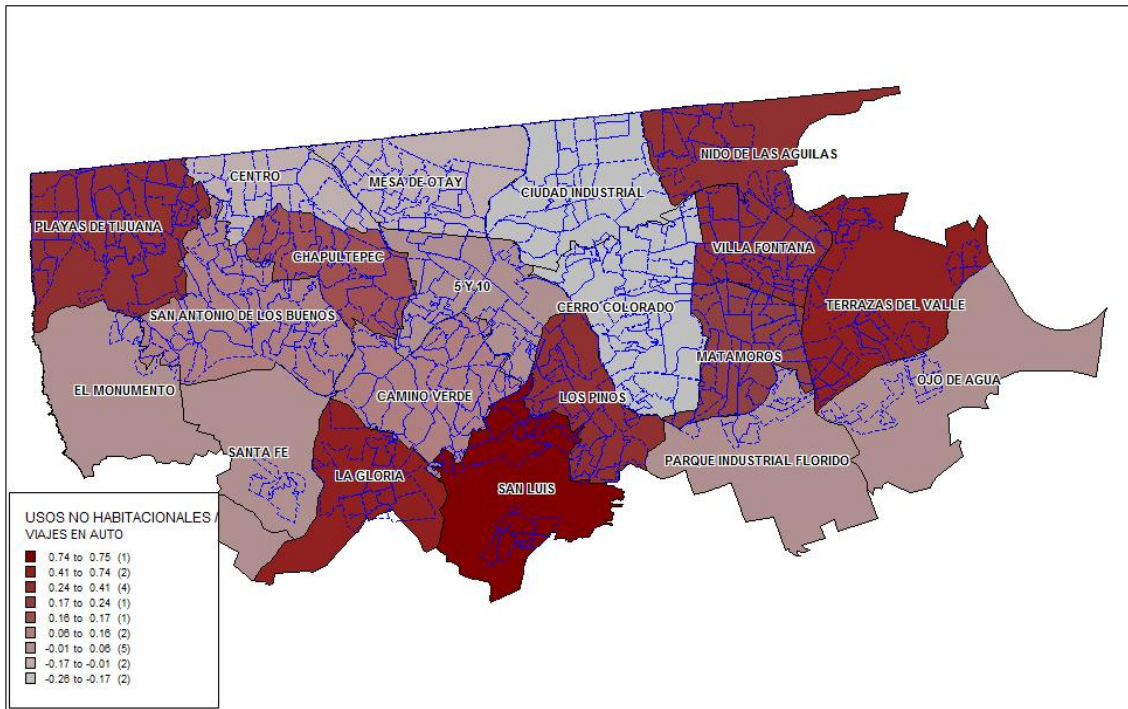 NIDO DE LAS AGUILAS
CENTRO
MESA DE OTAY
CIUDAD INDUSTRIAL
PLAYAS DE TIJUANA
CHAPULTEPEC
VILLA FONTANA
5 Y 10
SAN ANTONIO DE LOS BUENOS
CERRO COLORADO
TERRAZAS DEL VALLE
MATAMOROS
EL MONUMENTO
CAMINO VERDE
LOS PINOS
OJO DE AGUA
SANTA FE
PARQUE INDUSTRIAL FLORIDO
LA GLORIA
SAN LUIS
USOS NO HABITACIONALES /
VIAJES EN AUTO
0.74 to 0.75 (1)
0.41 to 0.74 (2)
0.24 to 0.41 (4)
0.17 to 0.24 (1)
0.16 to 0.17 (1)
0.06 to 0.16 (2)
-0.01 to 0.06 (5)
-0.17 to -0.01 (2)
-0.26 to -0.17 (2)